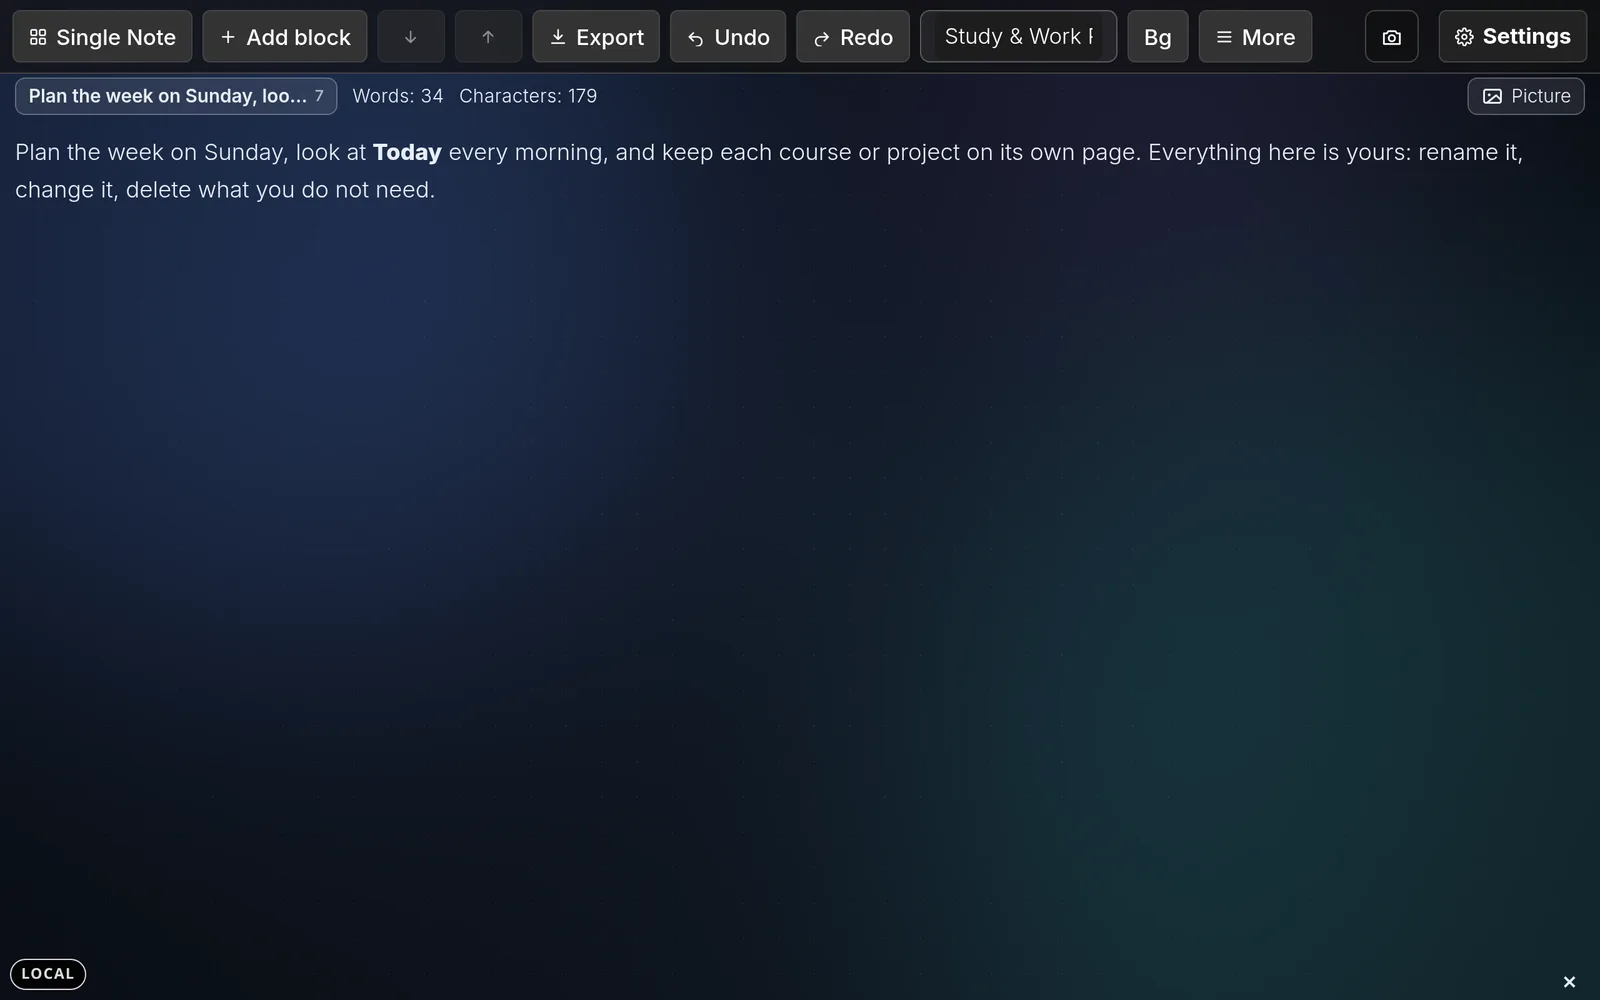 Single Note
+ Add block
↓
↑
Export
Undo
Redo
Study & Work
Bg
More
Settings
Plan the week on Sunday, loo... 7
Words: 34 Characters: 179
Picture
Plan the week on Sunday, look at Today every morning, and keep each course or project on its own page. Everything here is yours: rename it,
change it, delete what you do not need.
LOCAL
×